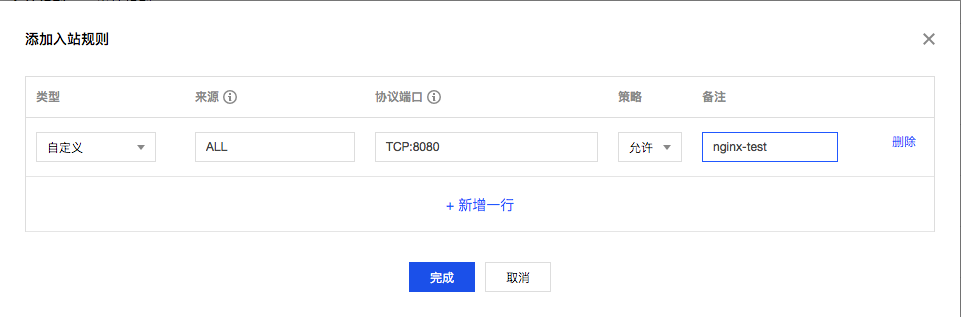 添加入站规则
类型 来源 协议端口 策略 备注
自定义 ALL TCP:8080 允许 nginx-test 删除
+ 新增一行
完成 取消